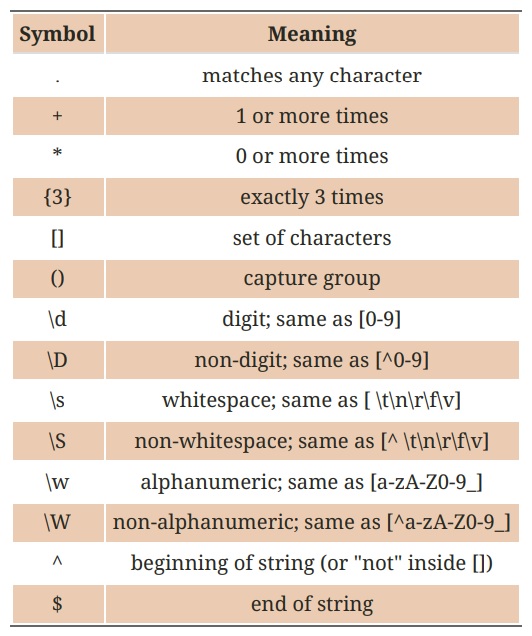 Symbol Meaning
. matches any character
+ 1 or more times
* 0 or more times
{3} exactly 3 times
[] set of characters
() capture group
\d digit; same as [0-9]
\D non-digit; same as [^0-9]
\s whitespace; same as [ \t\n\r\f\v]
\S non-whitespace; same as [^ \t\n\r\f\v]
\w alphanumeric; same as [a-zA-Z0-9_]
\W non-alphanumeric; same as [^a-zA-Z0-9_]
^ beginning of string (or "not" inside [])
$ end of string